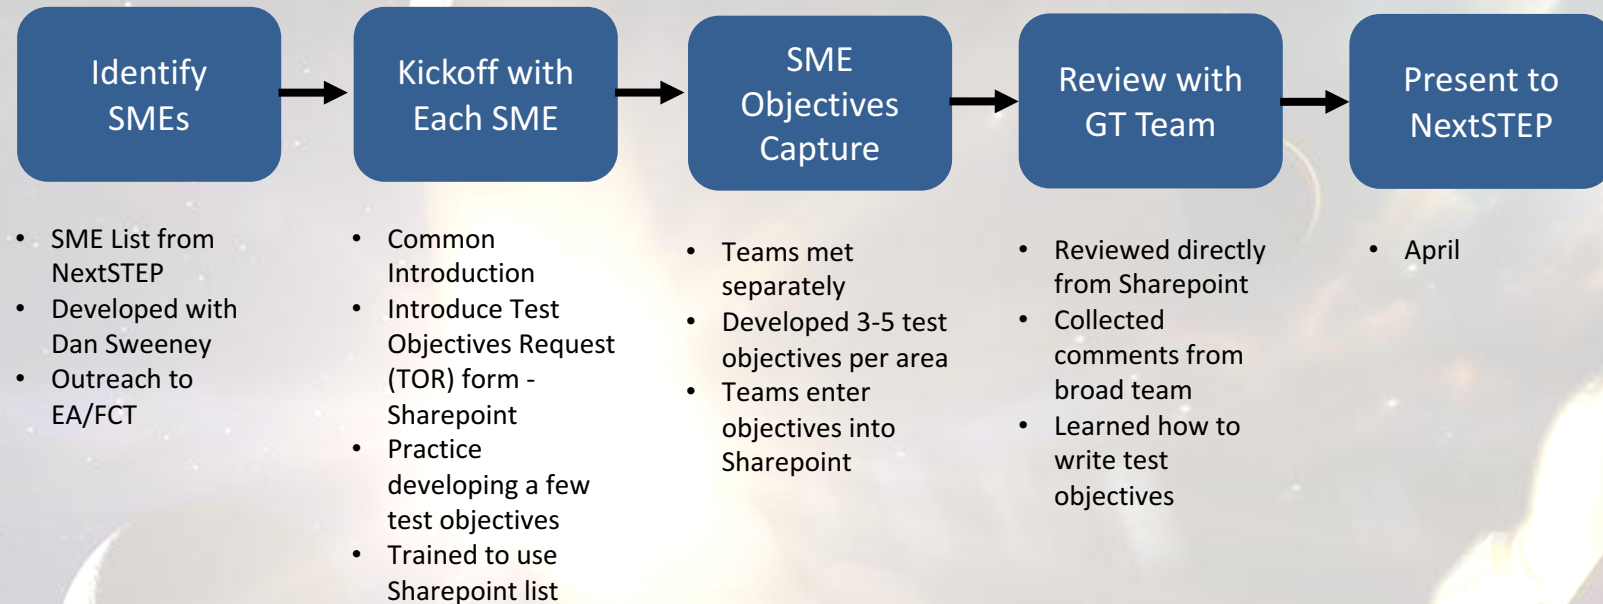 Identify
SMEs
Kickoff with
Each SME
SME
Objectives
Capture
Review with
GT Team
Present to
NextSTEP
• SME List from
NextSTEP
• Developed with
Dan Sweeney
• Outreach to
EA/FCT
• Common
Introduction
• Introduce Test
Objectives Request
(TOR) form -
Sharepoint
• Practice
developing a few
test objectives
• Trained to use
Sharepoint list
• Teams met
separately
• Developed 3-5 test
objectives per area
• Teams enter
objectives into
Sharepoint
• Reviewed directly
from Sharepoint
• Collected
comments from
broad team
• Learned how to
write test
objectives
• April